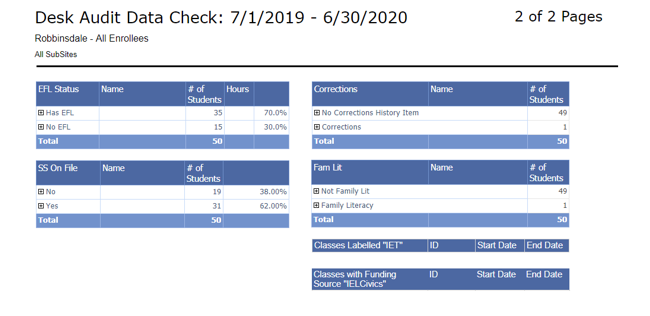 Desk Audit Data Check: 7/1/2019 - 6/30/2020
2 of 2 Pages
Robbinsdale - All Enrollees
All SubSites
EFL Status Name # of Students Hours
Has EFL 35 70.0%
No EFL 15 30.0%
Total 50
SS On File Name # of Students
No 19 38.00%
Yes 31 62.00%
Total 50
Corrections Name # of Students
No Corrections History Item 49
Corrections 1
Total 50
Fam Lit Name # of Students
Not Family Lit 49
Family Literacy 1
Total 50
Classes Labelled "IET" ID Start Date End Date
Classes with Funding Source "IELCivics" ID Start Date End Date